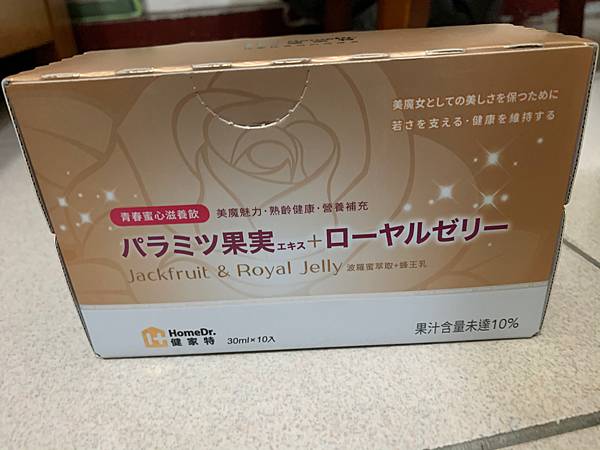 美魔女としての美しさを保つために
若さを支える・健康を維持する
青春蜜心滋養飲 美魔魅力・熟齡健康・營養補充
パラミツ果実エキス+ローヤルゼリー
Jackfruit & Royal Jelly 波羅蜜萃取+蜂王乳
HomeDr.
健家特
30ml×10入
果汁含量未達10%